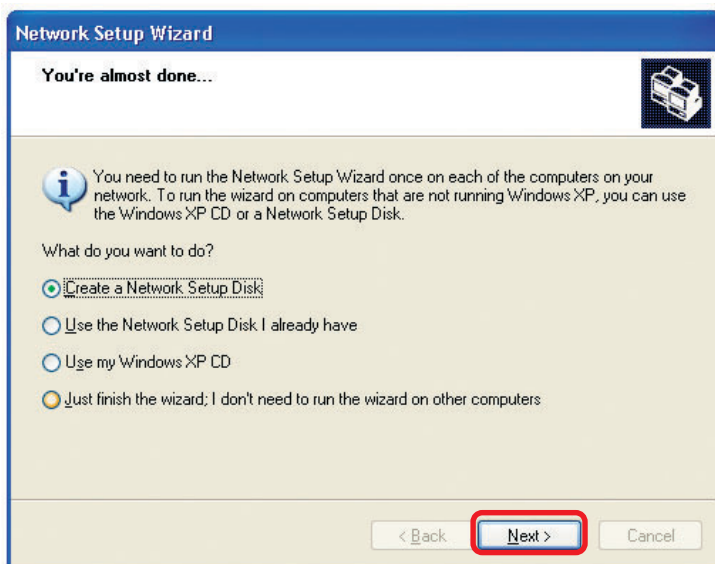 Network Setup Wizard
You're almost done...
You need to run the Network Setup Wizard once on each of the computers on your
network. To run the wizard on computers that are not running Windows XP, you can use
the Windows XP CD or a Network Setup Disk.
What do you want to do?
Create a Network Setup Disk
Use the Network Setup Disk I already have
Use my Windows XP CD
Just finish the wizard; I don't need to run the wizard on other computers
< Back Next > Cancel